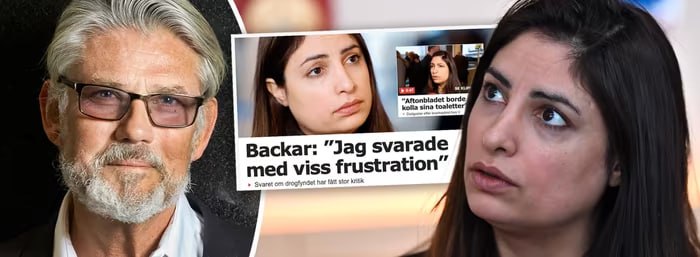 "Aftonbladet borde
kolla sina toaletter"
Backar: "Jag svarade
med viss frustration"
Svaret om drogfyndet har fått stor kritik